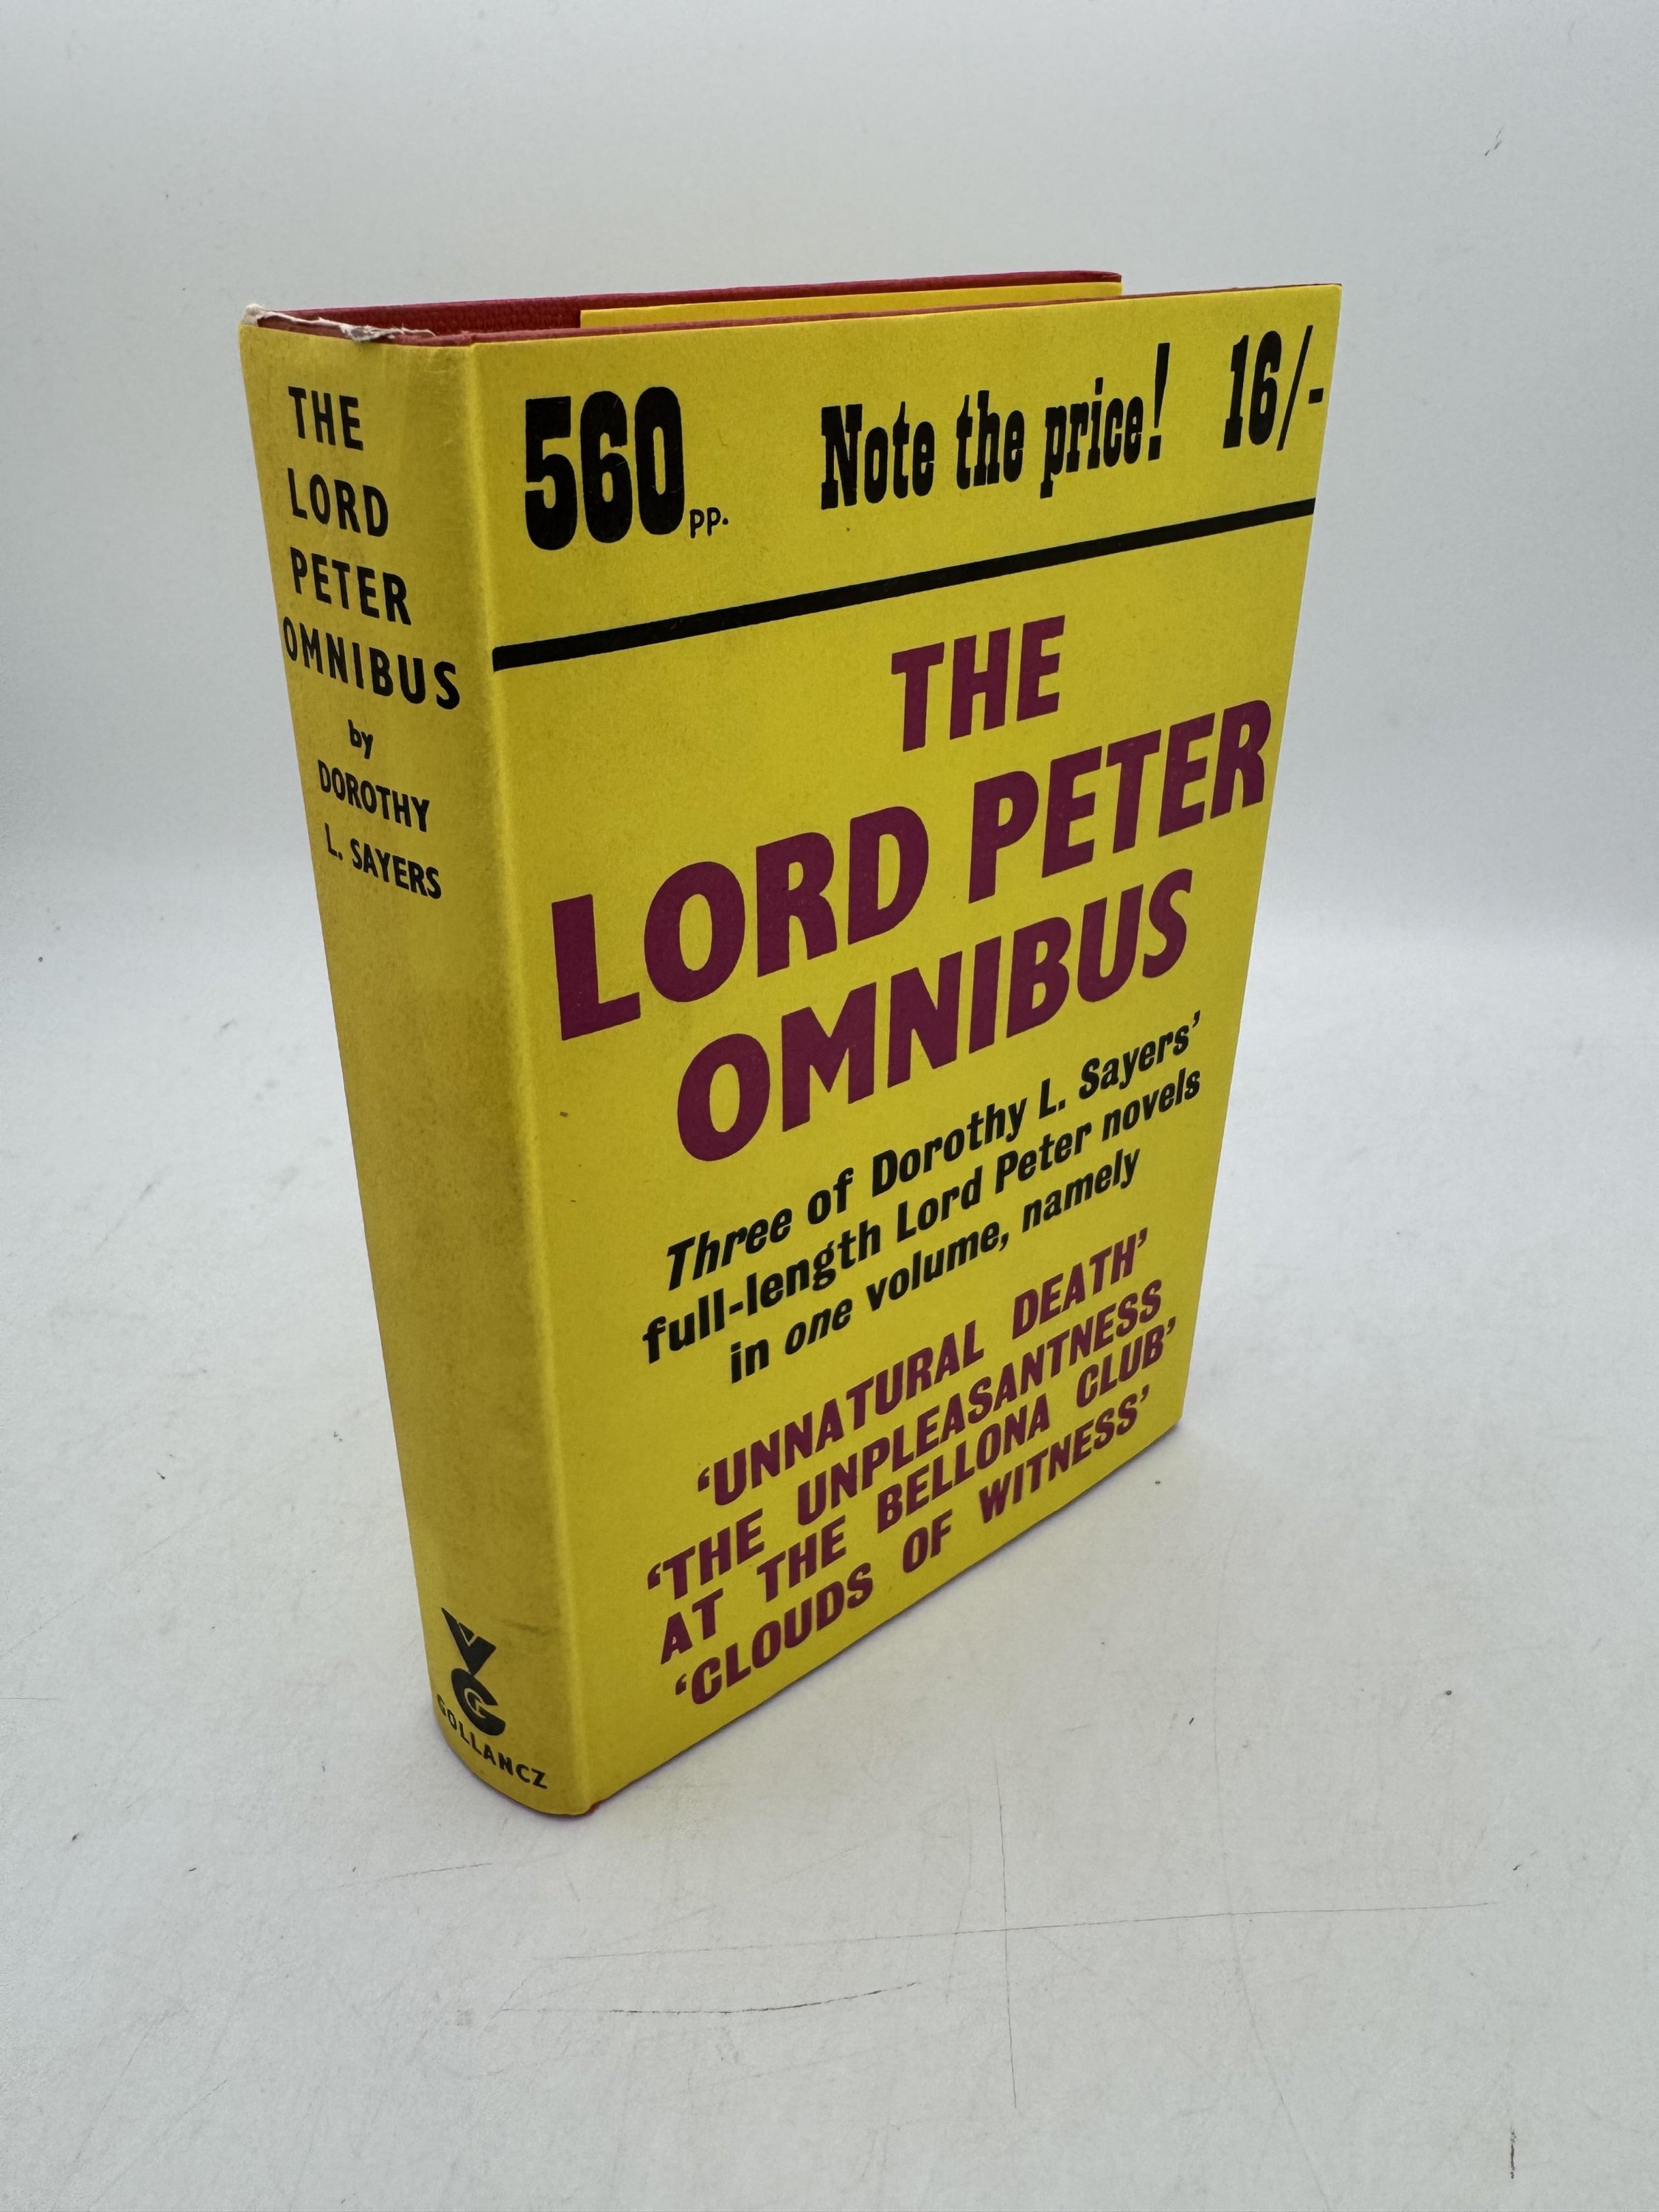 THE
LORD
PETER
OMNIBUS
by
DOROTHY
L. SAYERS
VG
GOLLANCZ
560 pp. Note the price! 16/-
THE
LORD PETER
OMNIBUS
Three of Dorothy L. Sayers'
full-length Lord Peter novels
in one volume, namely
‘UNNATURAL DEATH’
‘THE UNPLEASANTNESS
AT THE BELLONA CLUB’
‘CLOUDS OF WITNESS’